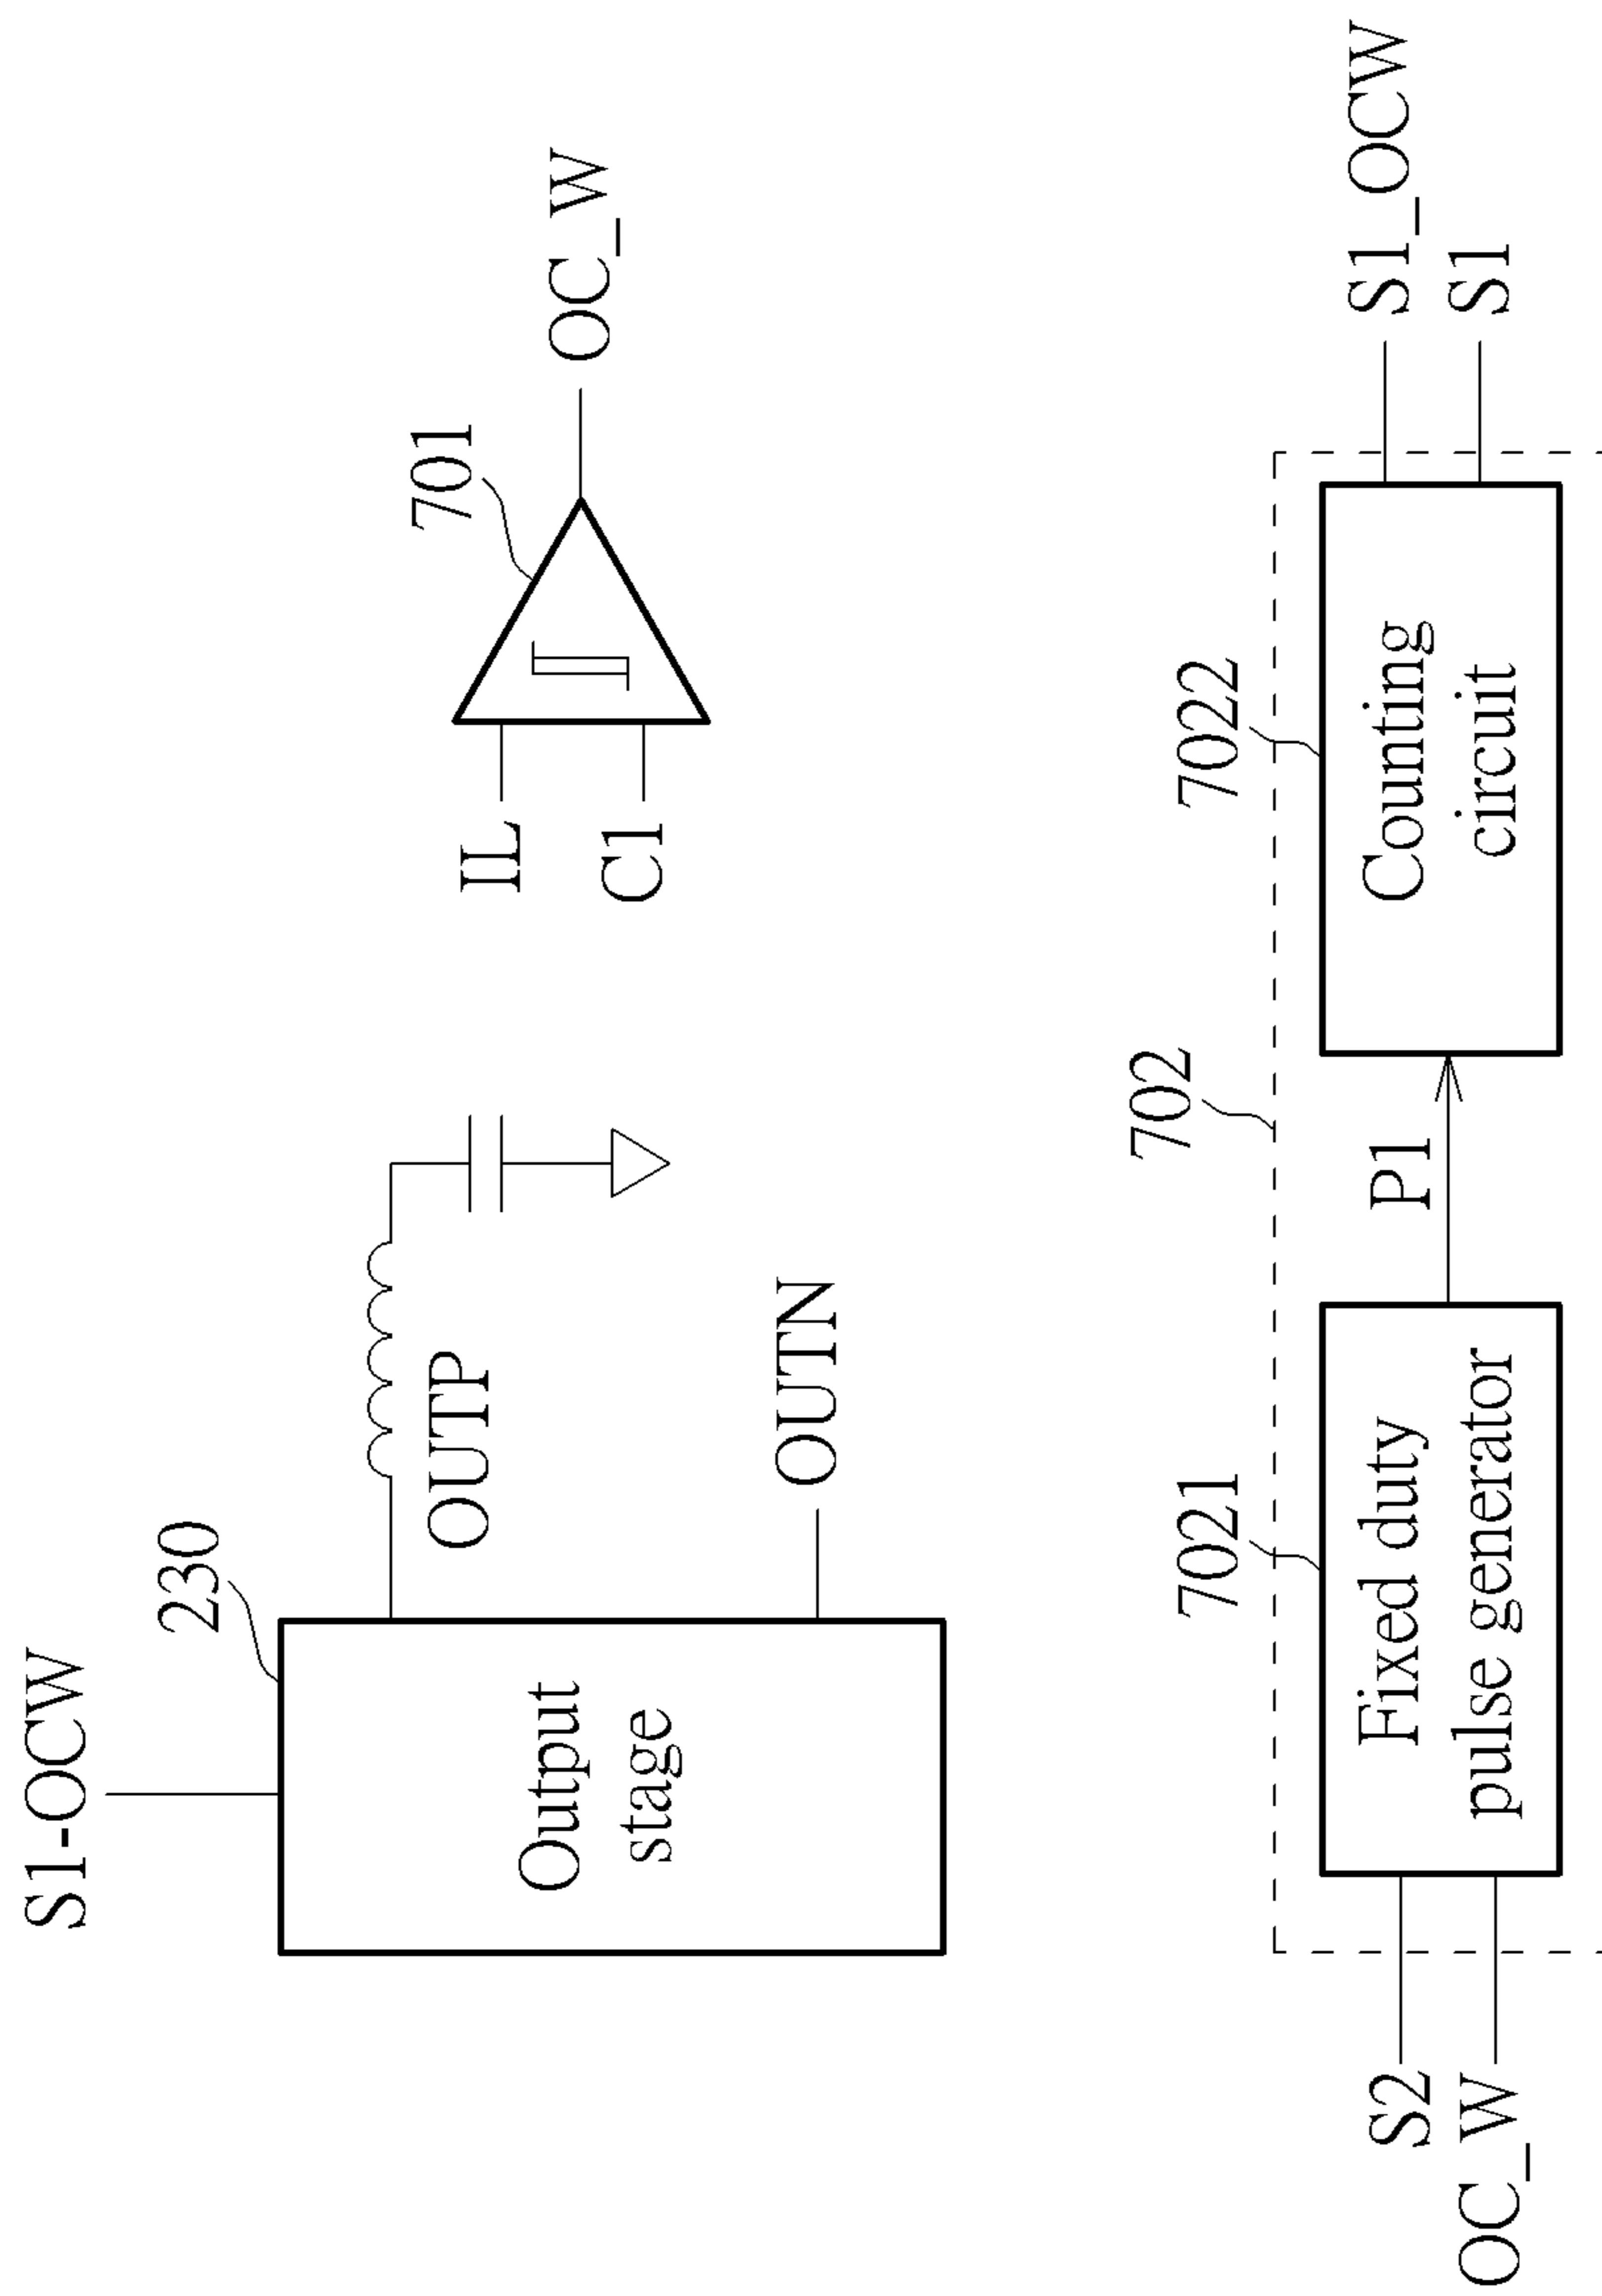 S1-OCW
230
Output
stage
OUTP
OUTN
701
IL
C1
OC_W
702
7021
7022
S2
OC_W
Fixed duty
pulse generator
P1
Counting
circuit
S1_OCW
S1